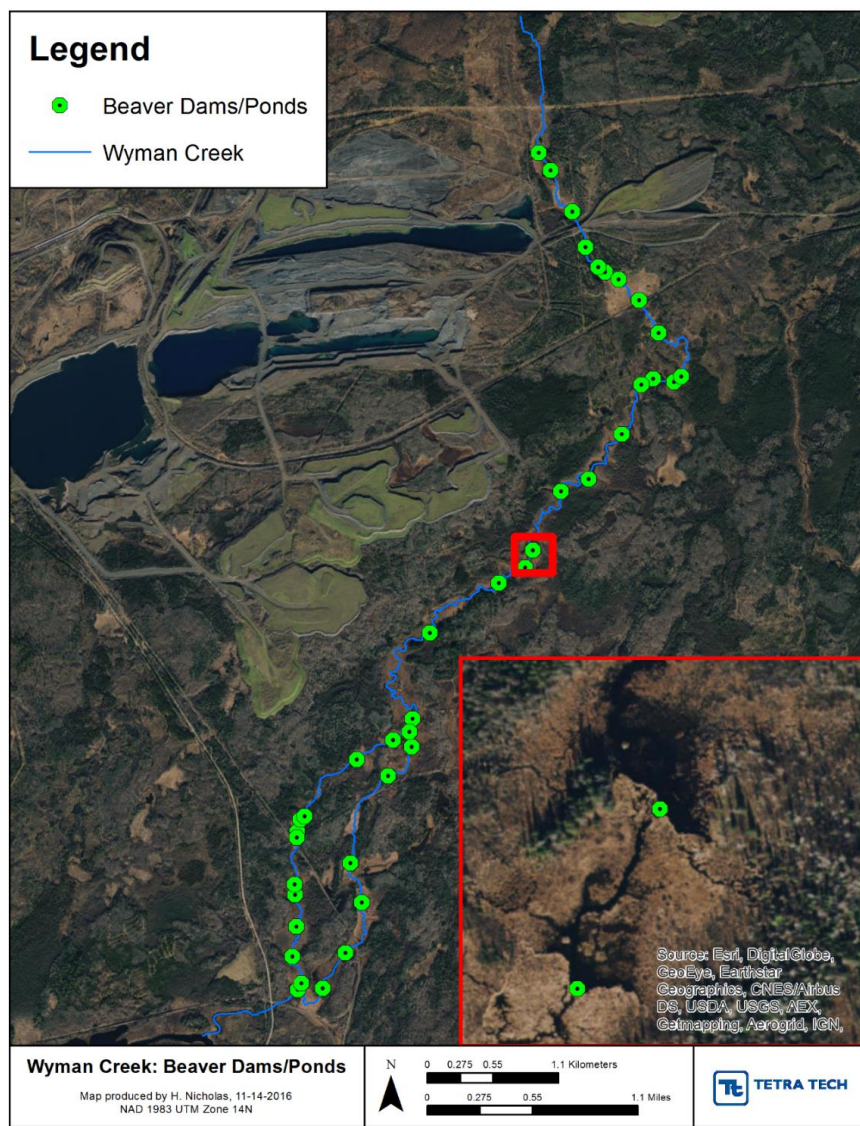 Legend
Beaver Dams/Ponds
Wyman Creek
Source: Esri, DigitalGlobe,
GeoEye, Earthstar
Geographics, CNES/Airbus
DS, USDA, USGS, AEX,
Getmapping, Aerogrid, IGN,
Wyman Creek: Beaver Dams/Ponds
Map produced by H. Nicholas, 11-14-2016
NAD 1983 UTM Zone 14N
N
0 0.275 0.55 1.1 Kilometers
0 0.275 0.55 1.1 Miles
Tt TETRA TECH